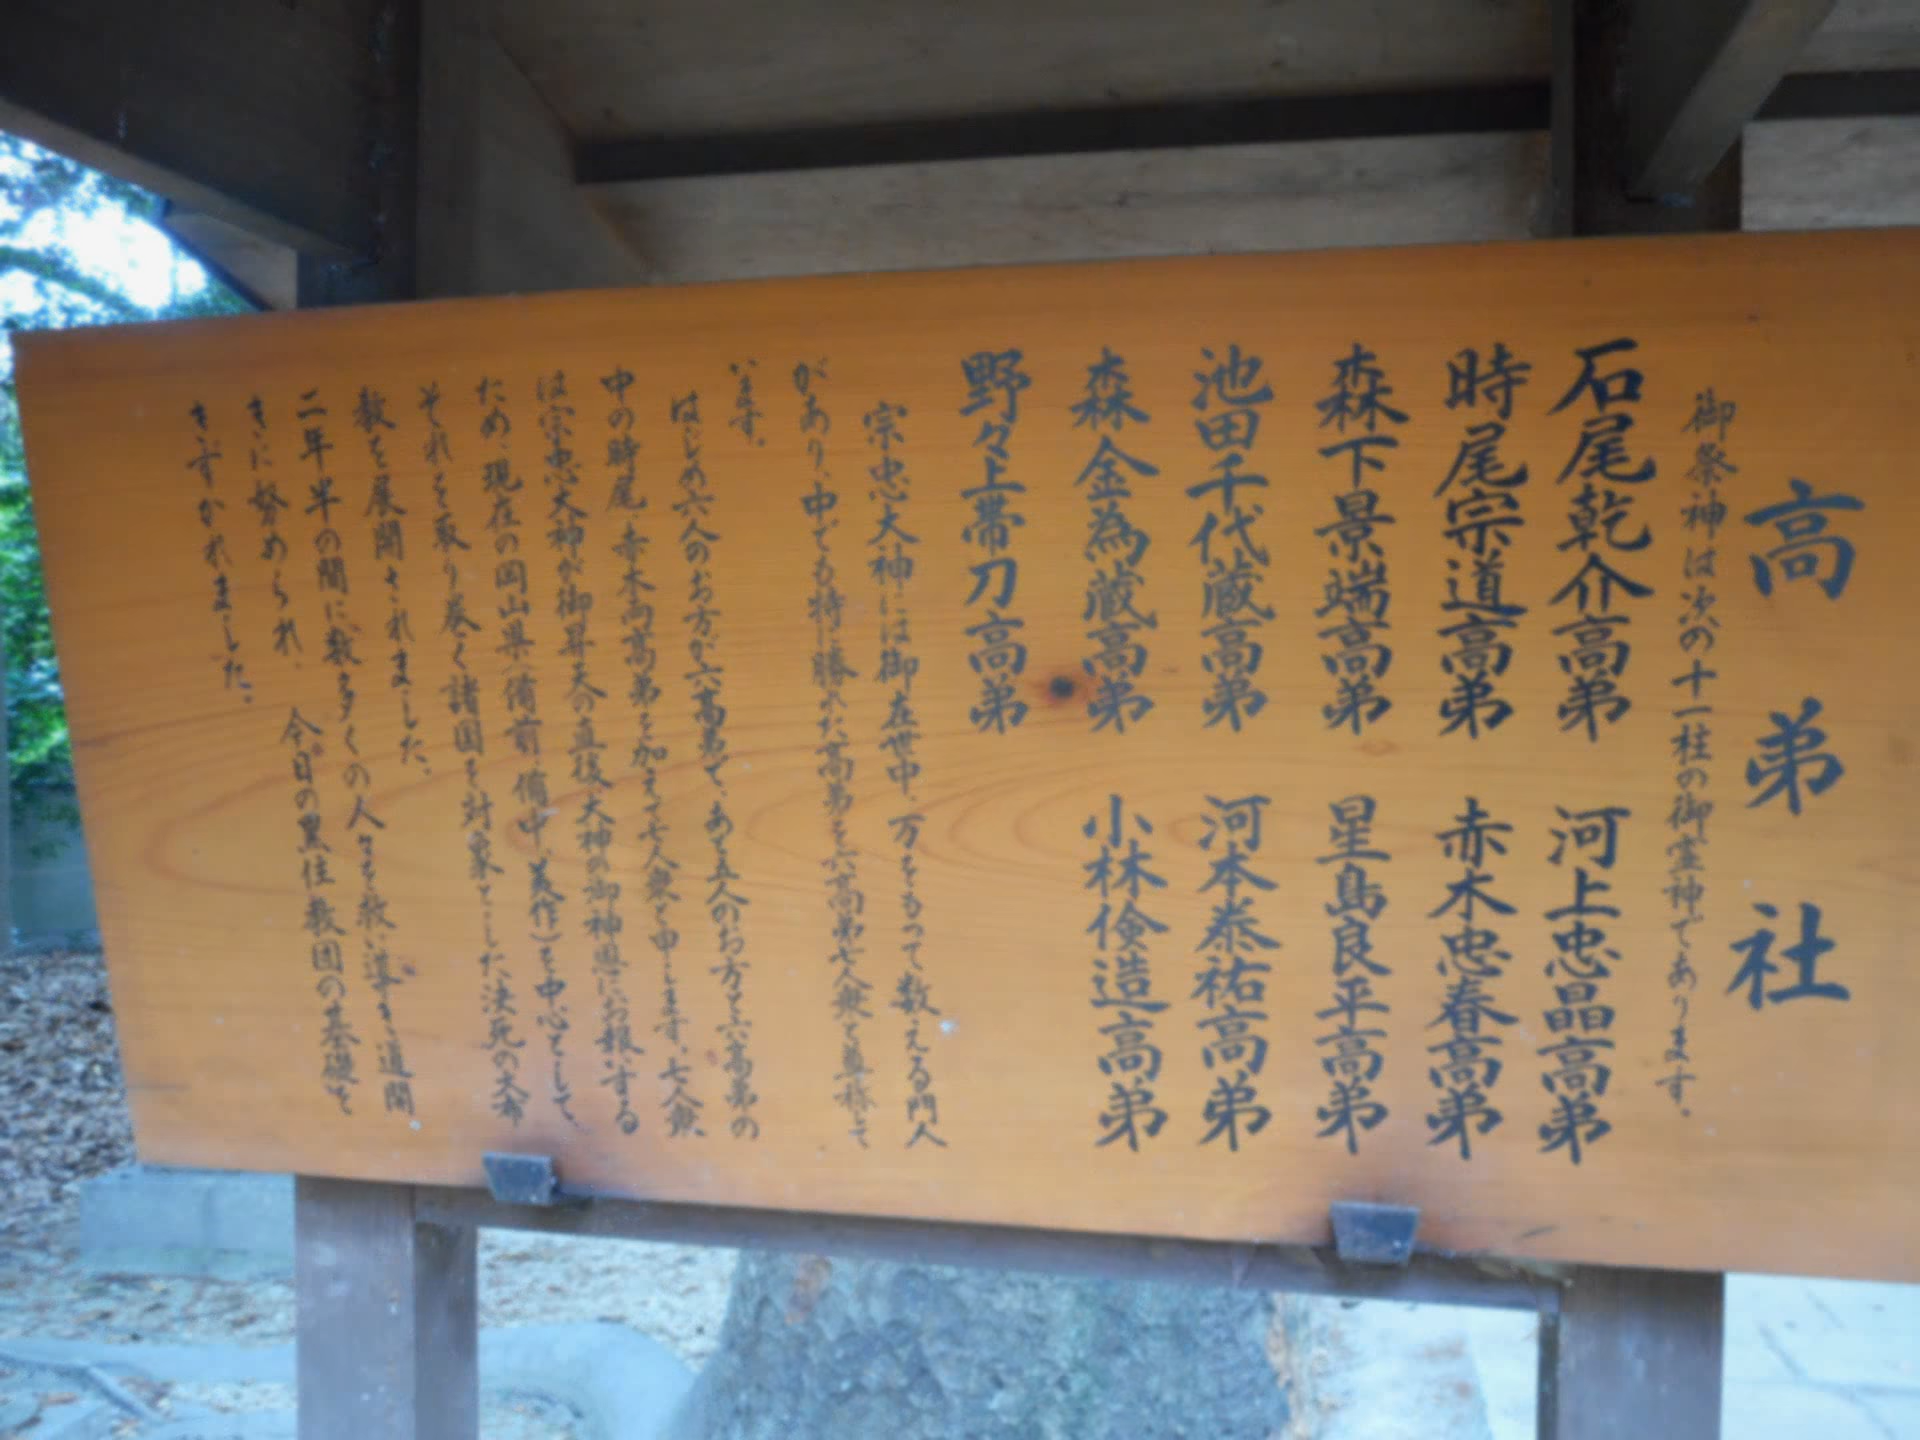 高弟社
御祭神は次の十一柱の御霊神であります。
石尾乾介高弟　河上忠晶高弟
時尾宗道高弟　赤木忠春高弟
森下景端高弟　星島良平高弟
池田千代蔵高弟　河本泰祐高弟
森金為蔵高弟　小林倹造高弟
野々上帯刀高弟
宗忠大神には御在世中、万をもって数える門人
があり、中でも特に勝れた高弟を六高弟七人衆と尊称して
います。
はじめ六人のお方が六高弟で、あと五人のお方と六高弟の
中の時尾、赤木両高弟を加えて七人衆と申します。七人衆
は宗忠大神が御昇天の直後、大神の御神恩にお報いする
ため、現在の岡山県（備前、備中、美作）を中心として、
それを取り巻く諸国を対象とした決死の大布
教を展開されました。
二年半の間に数多くの人々を救い導き、道開
きに努められ、今日の黒住教教団の基礎を
きずかれました。